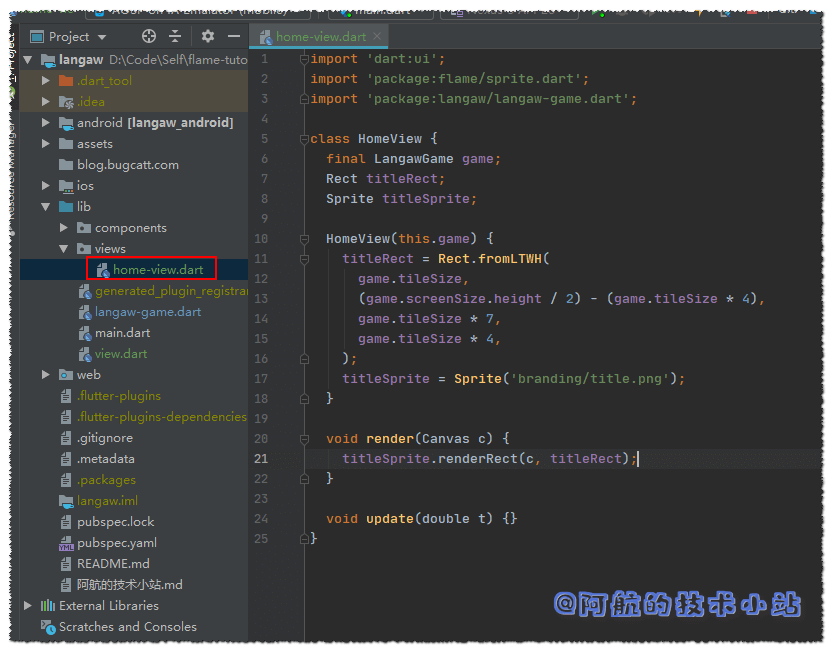 Project
langaw D:\Code\Self\flame-tuto
.dart_tool
.idea
android [langaw_android]
assets
blog.bugcatt.com
ios
lib
components
views
home-view.dart
generated_plugin_registrar
langaw-game.dart
main.dart
view.dart
web
.flutter-plugins
.flutter-plugins-dependencies
.gitignore
.metadata
.packages
langaw.iml
pubspec.lock
pubspec.yaml
README.md
阿航的技术小站.md
External Libraries
Scratches and Consoles
home-view.dart
1 import 'dart:ui';
2 import 'package:flame/sprite.dart';
3 import 'package:langaw/langaw-game.dart';
4
5 class HomeView {
6 final LangawGame game;
7 Rect titleRect;
8 Sprite titleSprite;
9
10 HomeView(this.game) {
11 titleRect = Rect.fromLTWH(
12 game.tileSize,
13 (game.screenSize.height / 2) - (game.tileSize * 4),
14 game.tileSize * 7,
15 game.tileSize * 4,
16 );
17 titleSprite = Sprite('branding/title.png');
18 }
19
20 void render(Canvas c) {
21 titleSprite.renderRect(c, titleRect);
22 }
23
24 void update(double t) {}
25 }
@阿航的技术小站